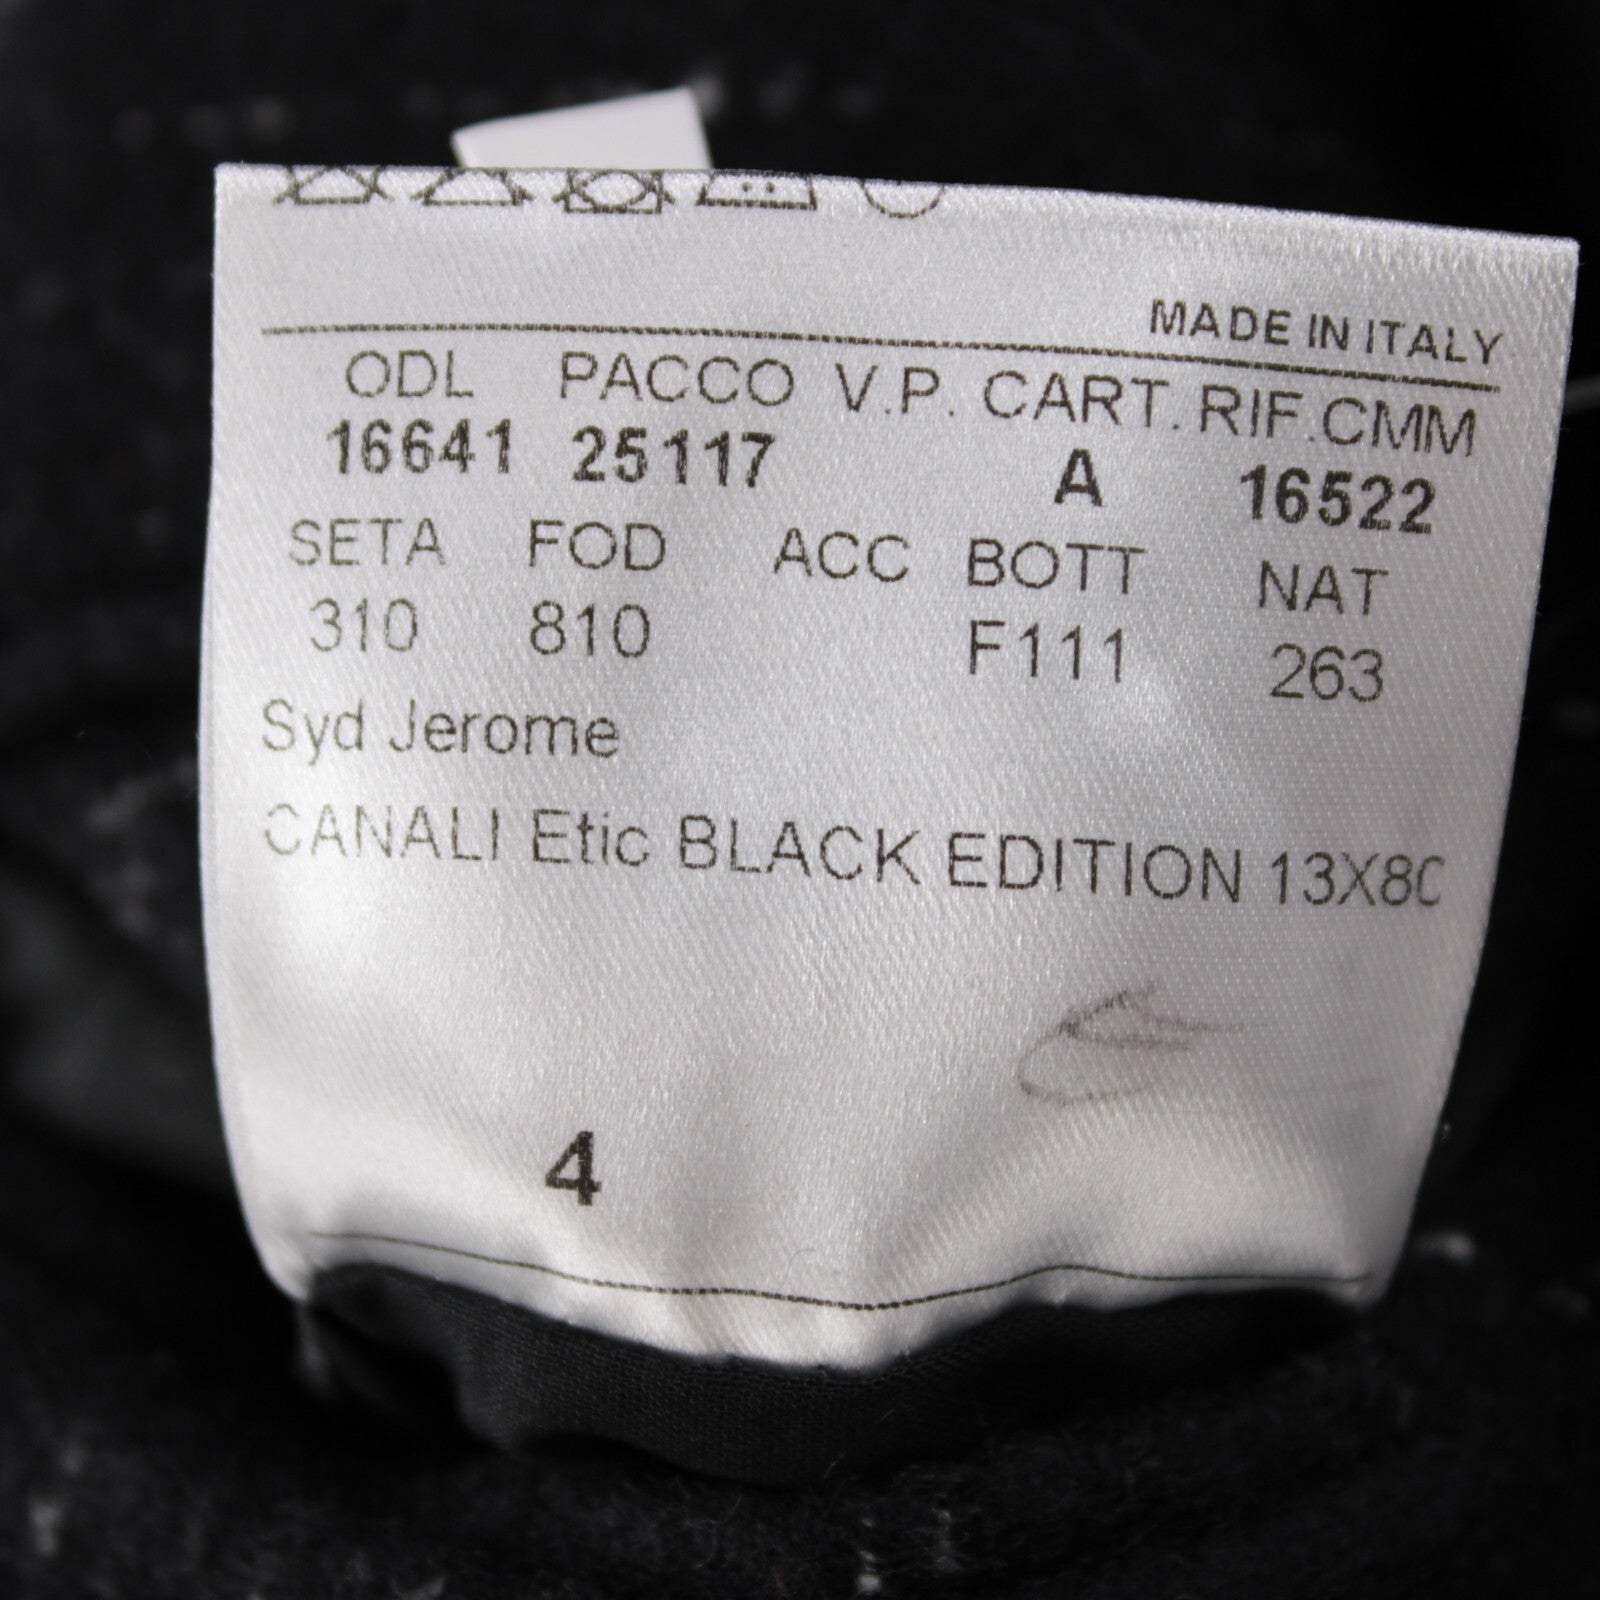 MADE IN ITALY
ODL PACCO V.P. CART. RIF.CMM
16641 25117 A 16522
SETA FOD ACC BOTT NAT
310 810 F111 263
Syd Jerome
CANALI Etic BLACK EDITION 13X8C
4